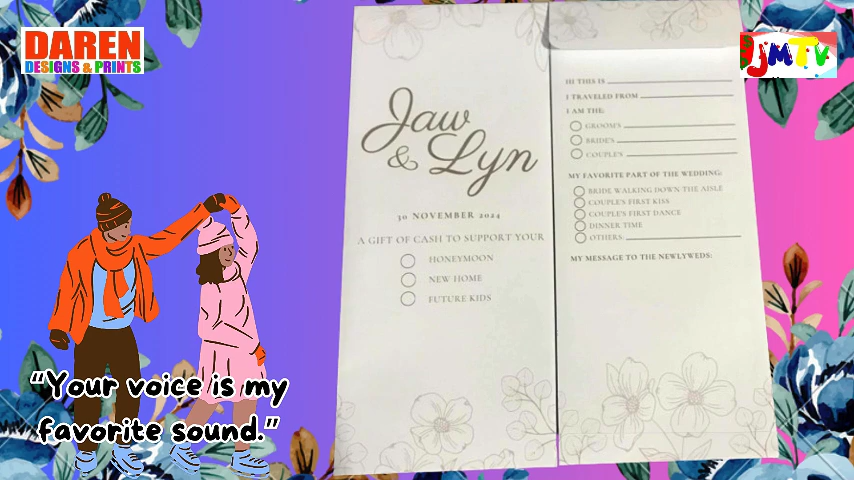 DAREN
DESIGNS & PRINTS
JMTV
Jaw
& Lyn
30 NOVEMBER 2024
A GIFT OF CASH TO SUPPORT YOUR
HONEYMOON
NEW HOME
FUTURE KIDS
HI THIS IS
I TRAVELED FROM
I AM THE:
GROOM'S
BRIDE'S
COUPLE'S
MY FAVORITE PART OF THE WEDDING:
BRIDE WALKING DOWN THE AISLE
COUPLE'S FIRST KISS
COUPLE'S FIRST DANCE
DINNER TIME
OTHERS:
MY MESSAGE TO THE NEWLYWEDS:
“Your voice is my
favorite sound.”